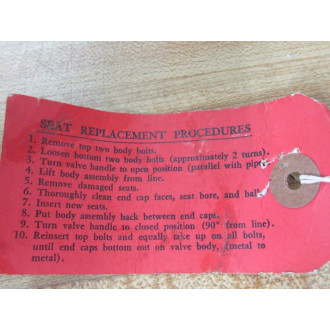 SEAT REPLACEMENT PROCEDURES
1. Remove top two body bolts.
2. Loosen bottom two body bolts (approximately 2 turns).
3. Turn valve handle to open position (parallel with pipe
4. Lift body assembly from line.
5. Remove damaged seats.
6. Thoroughly clean end cap faces, seat bore, and ball
7. Insert new seats.
8. Put body assembly back between end caps.
9. Turn valve handle to closed position (90° from line).
10. Reinsert top bolts and equally take up on all bolts,
until end caps bottom out on valve body, (metal to
metal).